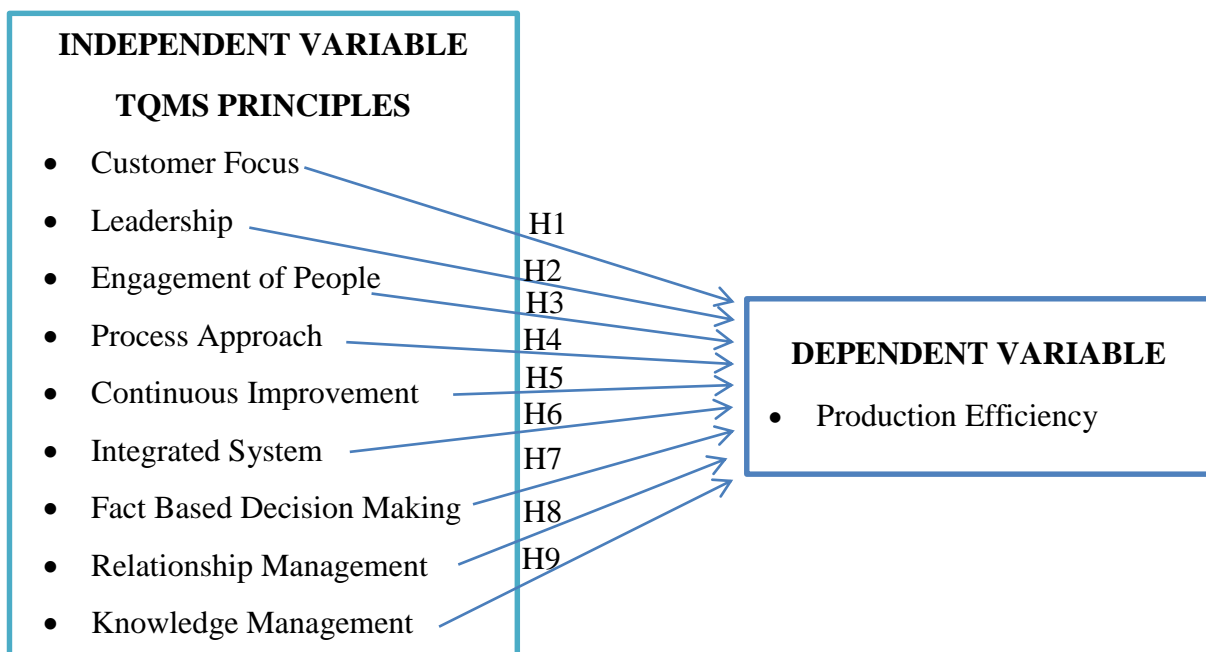 INDEPENDENT VARIABLE
TQMS PRINCIPLES
• Customer Focus
• Leadership
• Engagement of People
• Process Approach
• Continuous Improvement
• Integrated System
• Fact Based Decision Making
• Relationship Management
• Knowledge Management
H1
H2
H3
H4
H5
H6
H7
H8
H9
DEPENDENT VARIABLE
• Production Efficiency